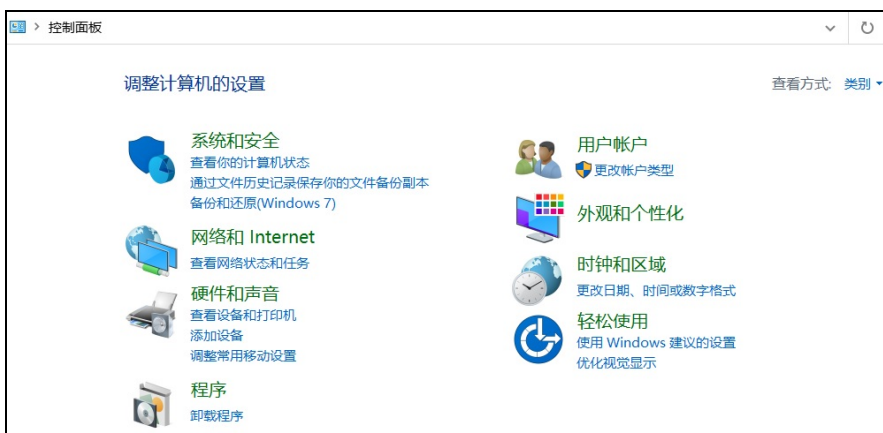 控制面板
调整计算机的设置
查看方式: 类别
系统和安全
查看你的计算机状态
通过文件历史记录保存你的文件备份副本
备份和还原(Windows 7)
网络和 Internet
查看网络状态和任务
硬件和声音
查看设备和打印机
添加设备
调整常用移动设置
程序
卸载程序
用户帐户
更改帐户类型
外观和个性化
时钟和区域
更改日期、时间或数字格式
轻松使用
使用 Windows 建议的设置
优化视觉显示